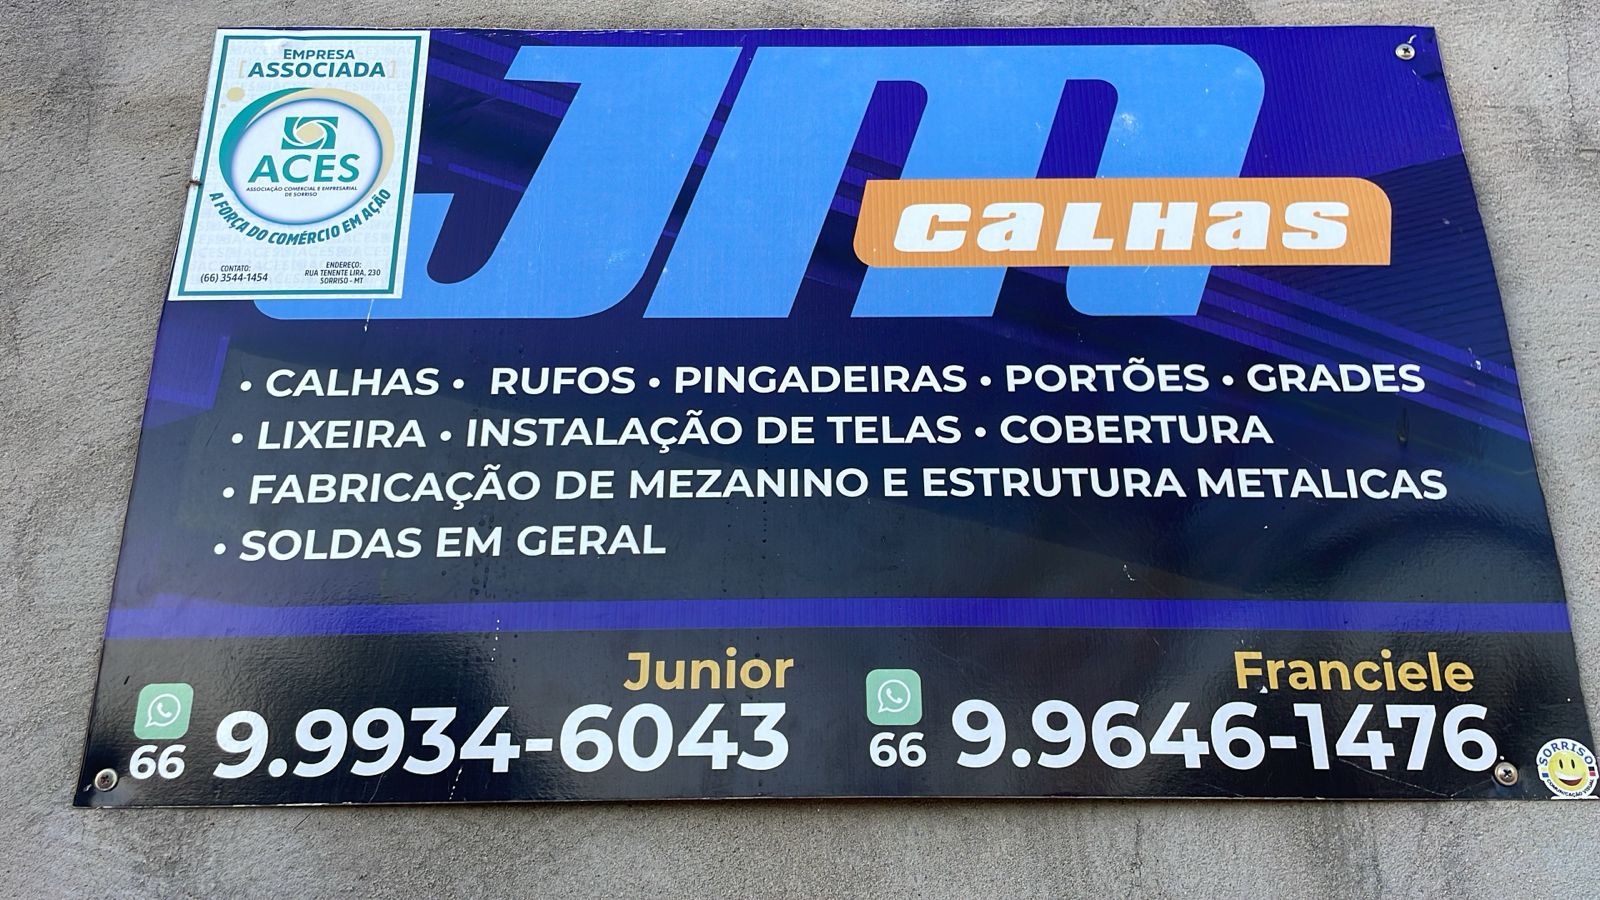 EMPRESA
[ASSOCIADA]
ACES
ASSOCIAÇÃO COMERCIAL E EMPRESARIAL
DE SORRISO
A FORÇA DO COMÉRCIO EM AÇÃO
CONTATO:
(66) 3544-1454
ENDEREÇO:
RUA TENENTE LIRA, 230
SORRISO - MT
JM
CALHAS
• CALHAS • RUFOS • PINGADEIRAS • PORTÕES • GRADES
• LIXEIRA • INSTALAÇÃO DE TELAS • COBERTURA
• FABRICAÇÃO DE MEZANINO E ESTRUTURA METALICAS
• SOLDAS EM GERAL
Junior
66 9.9934-6043
Franciele
66 9.9646-1476
SORRISO
COMUNICAÇÃO VISUAL